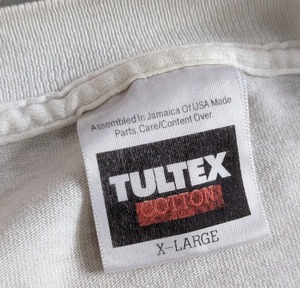 Assembled In Jamaica Of USA Made
Parts. Care/Content Over.
TULTEX
COTTON
X-LARGE